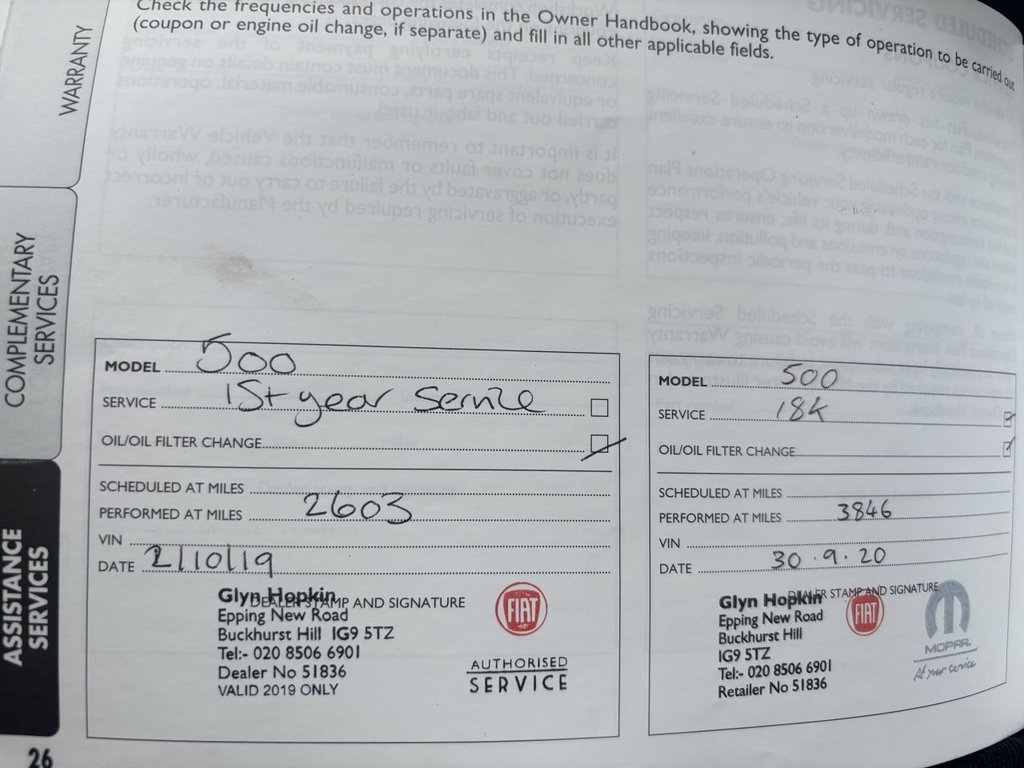 Check the frequencies and operations in the Owner Handbook, showing the type of operation to be carried out
(coupon or engine oil change, if separate) and fill in all other applicable fields.
WARRANTY
COMPLEMENTARY
SERVICES
ASSISTANCE
SERVICES
MODEL 500
SERVICE 1st year Service
OIL/OIL FILTER CHANGE
SCHEDULED AT MILES
PERFORMED AT MILES 2603
VIN
DATE 2/10/19
DEALER STAMP AND SIGNATURE
Glyn Hopkin
Epping New Road
Buckhurst Hill IG9 5TZ
Tel:- 020 8506 6901
Dealer No 51836
VALID 2019 ONLY
FIAT
AUTHORISED
SERVICE
MODEL 500
SERVICE 18K
OIL/OIL FILTER CHANGE
SCHEDULED AT MILES
PERFORMED AT MILES 3846
VIN
DATE 30.9.20
DEALER STAMP AND SIGNATURE
Glyn Hopkin
Epping New Road
Buckhurst Hill
IG9 5TZ
Tel:- 020 8506 6901
Retailer No 51836
FIAT
MOPAR
At your service
26